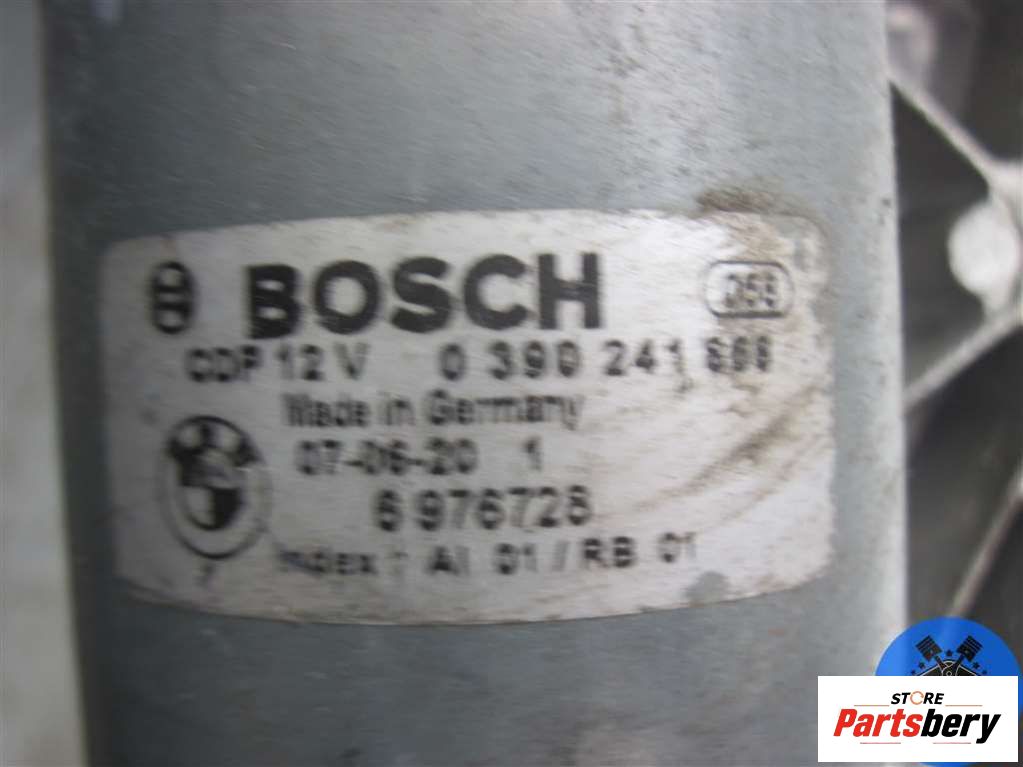 BOSCH
CDP 12 V 0 390 241
Made in Germany
07-06-20 1
6 976728
Index : AI 01 / RB 01
STORE
Partsbery